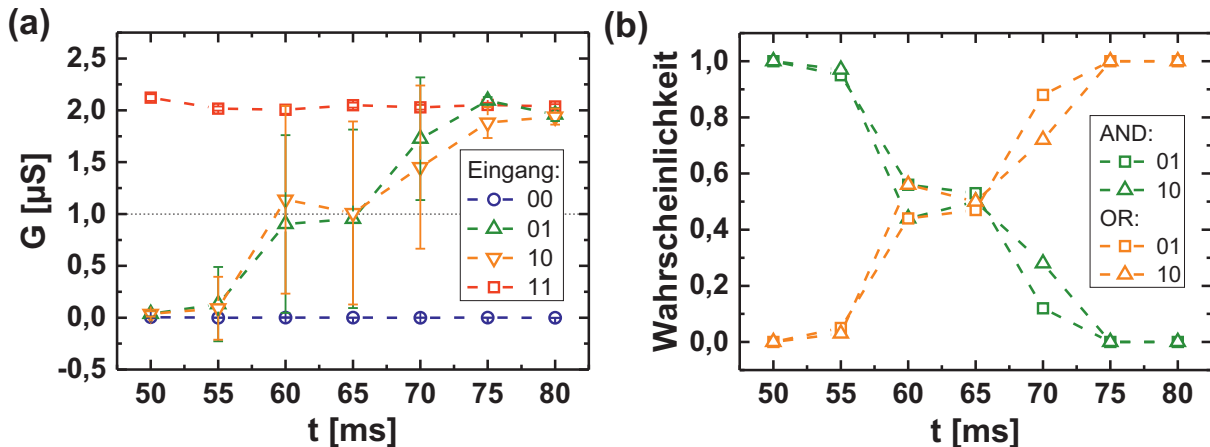 (a)
G [µS]
2,5
2,0
1,5
1,0
0,5
0,0
-0,5
50 55 60 65 70 75 80
t [ms]
Eingang:
00
01
10
11
(b)
Wahrscheinlichkeit
1,0
0,8
0,6
0,4
0,2
0,0
50 55 60 65 70 75 80
t [ms]
AND:
01
10
OR:
01
10